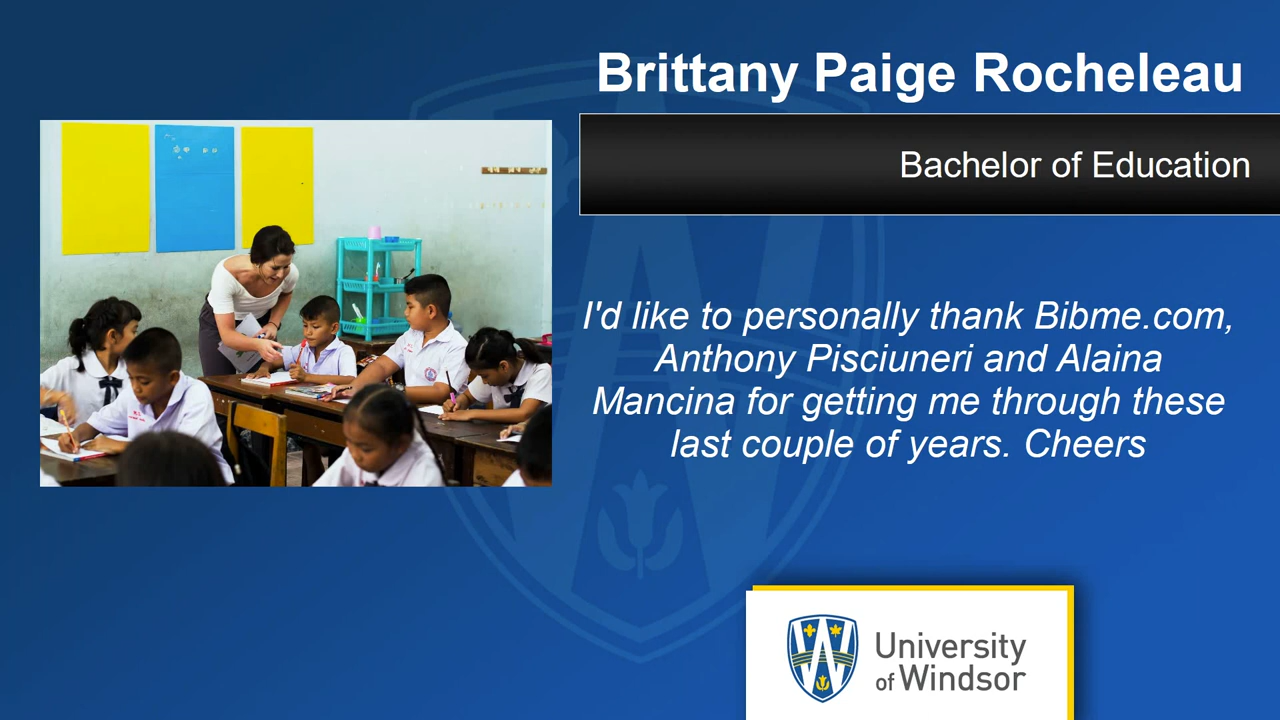 Brittany Paige Rocheleau
Bachelor of Education
I'd like to personally thank Bibme.com,
Anthony Pisciuneri and Alaina
Mancina for getting me through these
last couple of years. Cheers
University
of Windsor